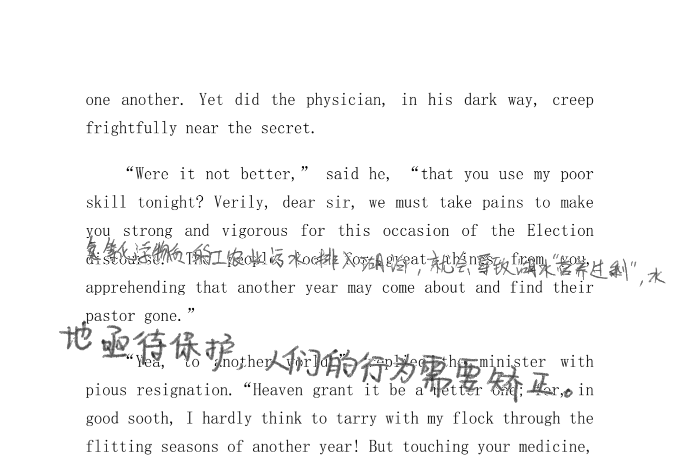 one another. Yet did the physician, in his dark way, creep
frightfully near the secret.
“Were it not better,” said he, “that you use my poor
skill tonight? Verily, dear sir, we must take pains to make
you strong and vigorous for this occasion of the Election
discourse. The people look for great things from you,
氮等化污物质的工农业污水排入湖泊，就会导致湖水营养过剩"，水
apprehending that another year may come about and find their
pastor gone.”
地亟待保护，人们的行为需要矫正。
“Yea, to another world,” replied the minister with
pious resignation. “Heaven grant it be a better one; for, in
good sooth, I hardly think to tarry with my flock through the
flitting seasons of another year! But touching your medicine,